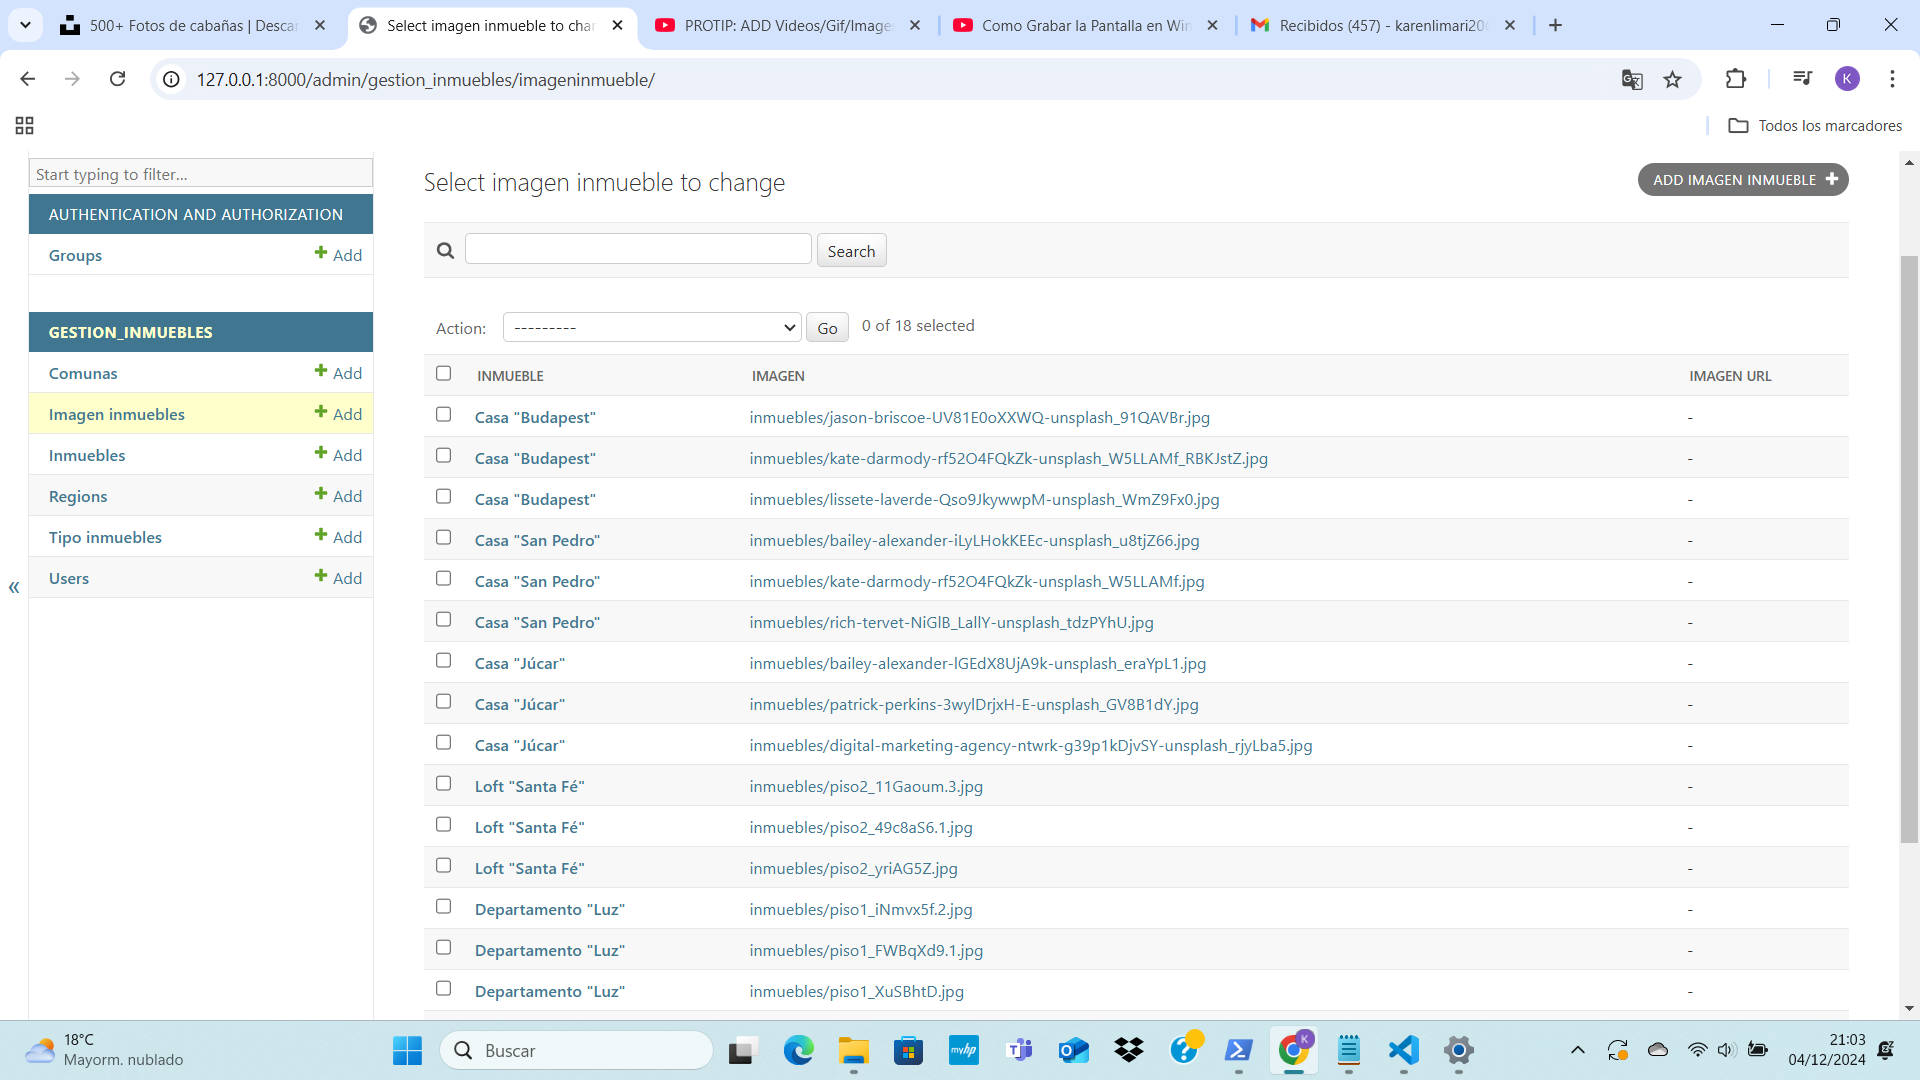 500+ Fotos de cabañas | Descar
Select imagen inmueble to char
PROTIP: ADD Videos/Gif/Image
Como Grabar la Pantalla en Win
Recibidos (457) - karenlimari20
127.0.0.1:8000/admin/gestion_inmuebles/imageninmueble/
K
Todos los marcadores
Start typing to filter...
AUTHENTICATION AND AUTHORIZATION
Groups Add
GESTION_INMUEBLES
Comunas Add
Imagen inmuebles Add
Inmuebles Add
Regions Add
Tipo inmuebles Add
Users Add
«
Select imagen inmueble to change
ADD IMAGEN INMUEBLE +
Search
Action: --------- Go 0 of 18 selected
INMUEBLE IMAGEN IMAGEN URL
Casa "Budapest" inmuebles/jason-briscoe-UV81E0oXXWQ-unsplash_91QAVBr.jpg -
Casa "Budapest" inmuebles/kate-darmody-rf52O4FQkZk-unsplash_W5LLAMf_RBKJstZ.jpg -
Casa "Budapest" inmuebles/lissete-laverde-Qso9JkywwpM-unsplash_WmZ9Fx0.jpg -
Casa "San Pedro" inmuebles/bailey-alexander-iLyLHokKEEc-unsplash_u8tjZ66.jpg -
Casa "San Pedro" inmuebles/kate-darmody-rf52O4FQkZk-unsplash_W5LLAMf.jpg -
Casa "San Pedro" inmuebles/rich-tervet-NiGlB_LallY-unsplash_tdzPYhU.jpg -
Casa "Júcar" inmuebles/bailey-alexander-lGEdX8UjA9k-unsplash_eraYpL1.jpg -
Casa "Júcar" inmuebles/patrick-perkins-3wylDrjxH-E-unsplash_GV8B1dY.jpg -
Casa "Júcar" inmuebles/digital-marketing-agency-ntwrk-g39p1kDjvSY-unsplash_rjyLba5.jpg -
Loft "Santa Fé" inmuebles/piso2_11Gaoum.3.jpg -
Loft "Santa Fé" inmuebles/piso2_49c8aS6.1.jpg -
Loft "Santa Fé" inmuebles/piso2_yriAG5Z.jpg -
Departamento "Luz" inmuebles/piso1_iNmvx5f.2.jpg -
Departamento "Luz" inmuebles/piso1_FWBqXd9.1.jpg -
Departamento "Luz" inmuebles/piso1_XuSBhtD.jpg -
18°C
Mayorm. nublado
Buscar
myhp
K
21:03
04/12/2024